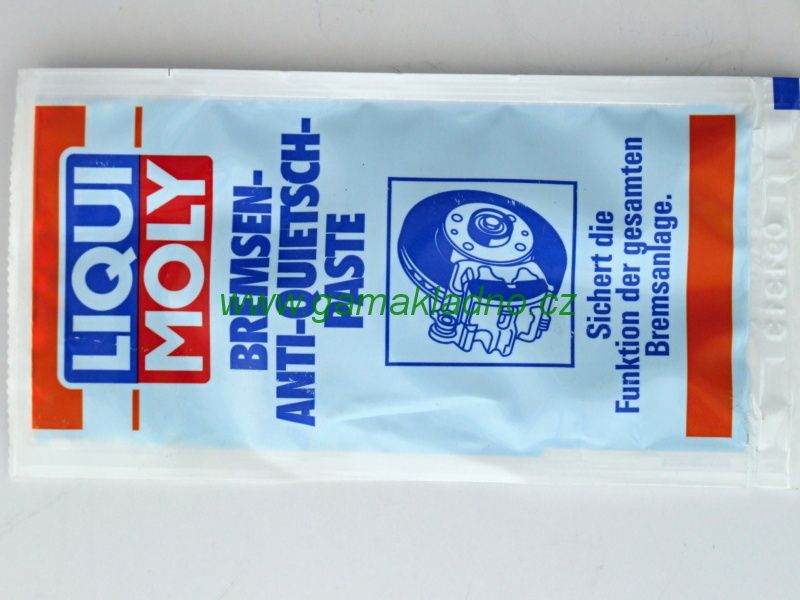 LIQUI
MOLY
BREMSEN-
ANTI-QUIETSCH-
PASTE
Sichert die
Funktion der gesamten
Bremsanlage.
www.gamakladno.cz